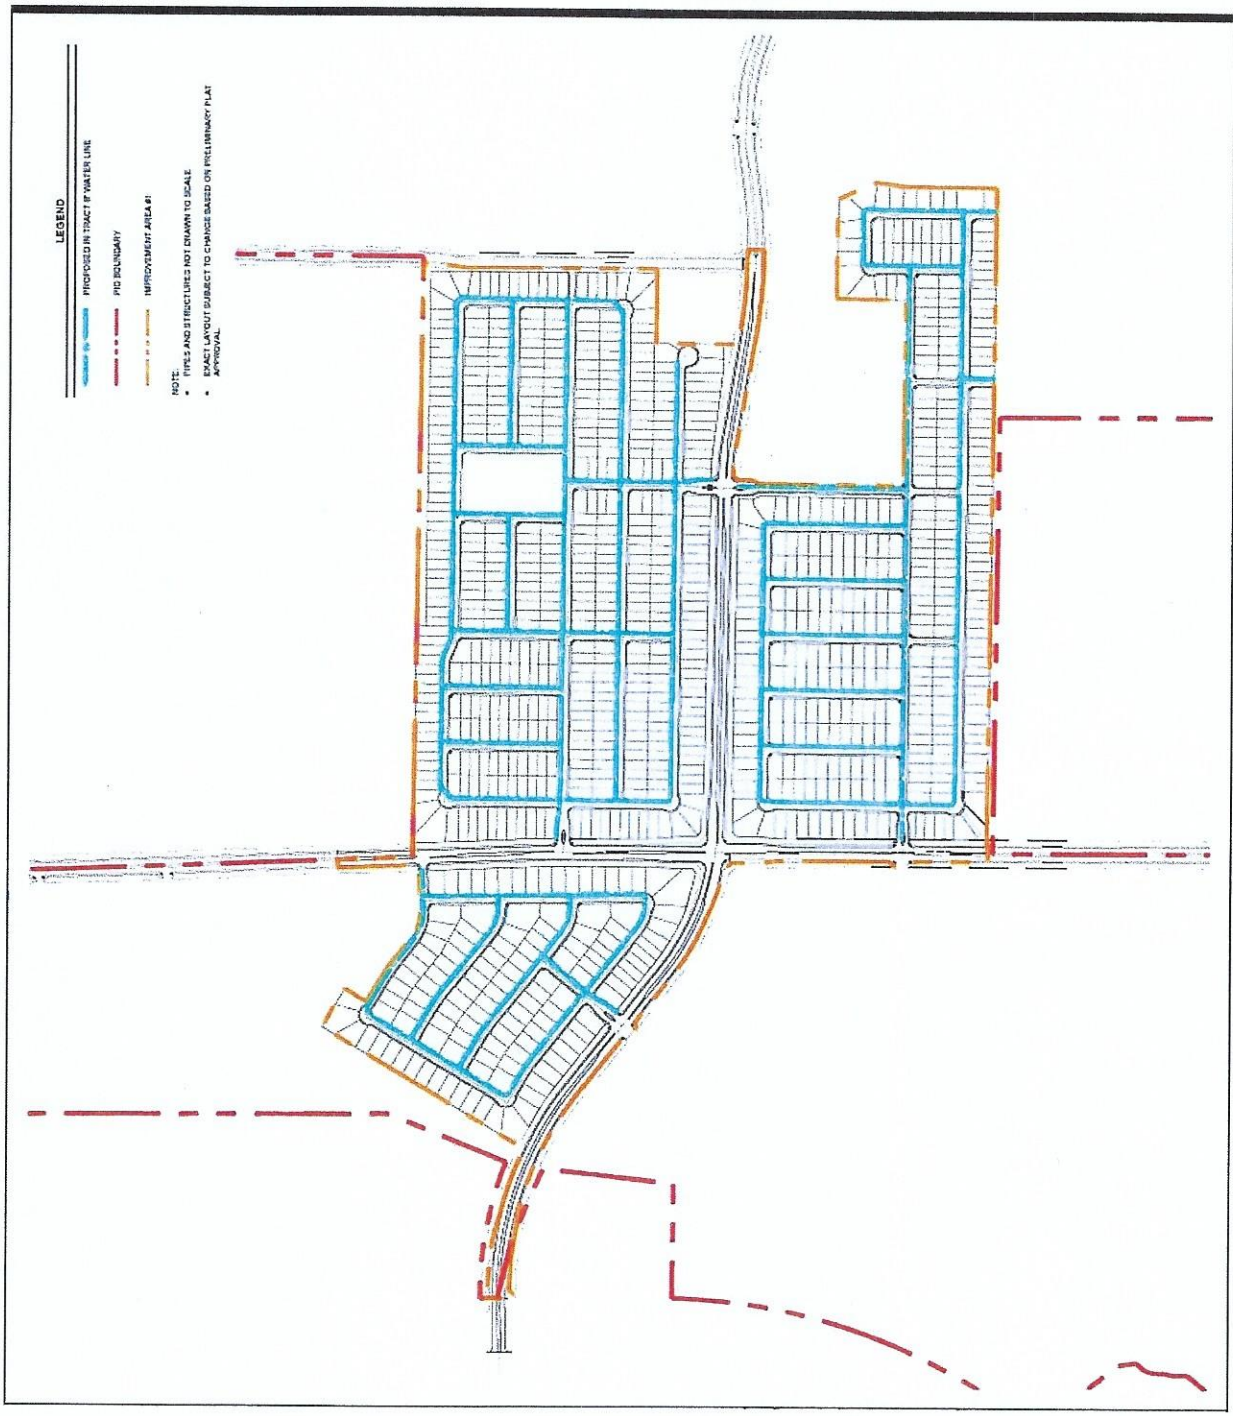 LEGEND
PROPOSED IN TRACT 8" WATER LINE
PID BOUNDARY
IMPROVEMENT AREA #1
NOTE:
• PIPES AND STRUCTURES NOT DRAWN TO SCALE
• EXACT LAYOUT SUBJECT TO CHANGE BASED ON PRELIMINARY PLAT
APPROVAL.